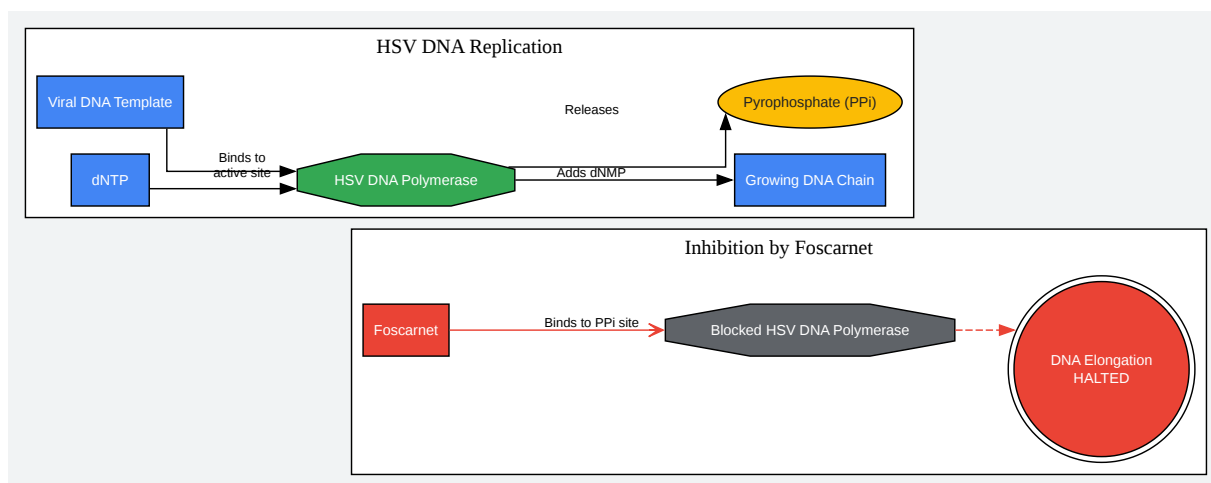 HSV DNA Replication
Viral DNA Template
Releases
Pyrophosphate (PPi)
Binds to
active site
dNTP
HSV DNA Polymerase
Adds dNMP
Growing DNA Chain
Inhibition by Foscarnet
Foscarnet
Binds to PPi site
Blocked HSV DNA Polymerase
DNA Elongation
HALTED